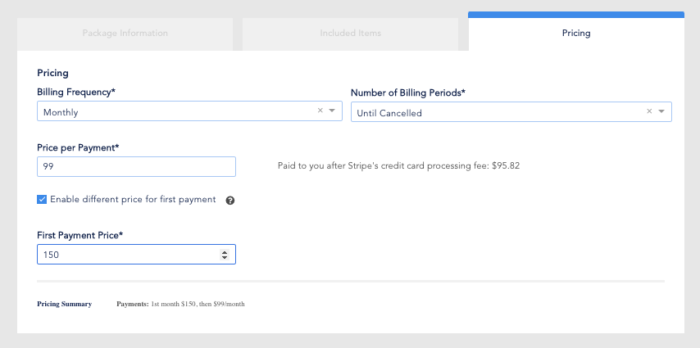 Package Information
Included Items
Pricing
Pricing
Billing Frequency*
Number of Billing Periods*
Monthly
Until Cancelled
Price per Payment*
99
Paid to you after Stripe's credit card processing fee: $95.82
Enable different price for first payment
First Payment Price*
150
Pricing Summary
Payments: 1st month $150, then $99/month